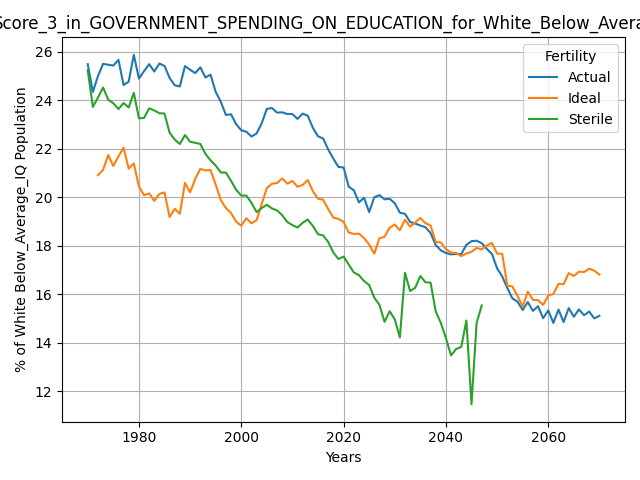 Score_3_in_GOVERNMENT_SPENDING_ON_EDUCATION_for_White_Below_Avera
% of White Below_Average_IQ Population
26
24
22
20
18
16
14
12
Fertility
Actual
Ideal
Sterile
1980 2000 2020 2040 2060
Years